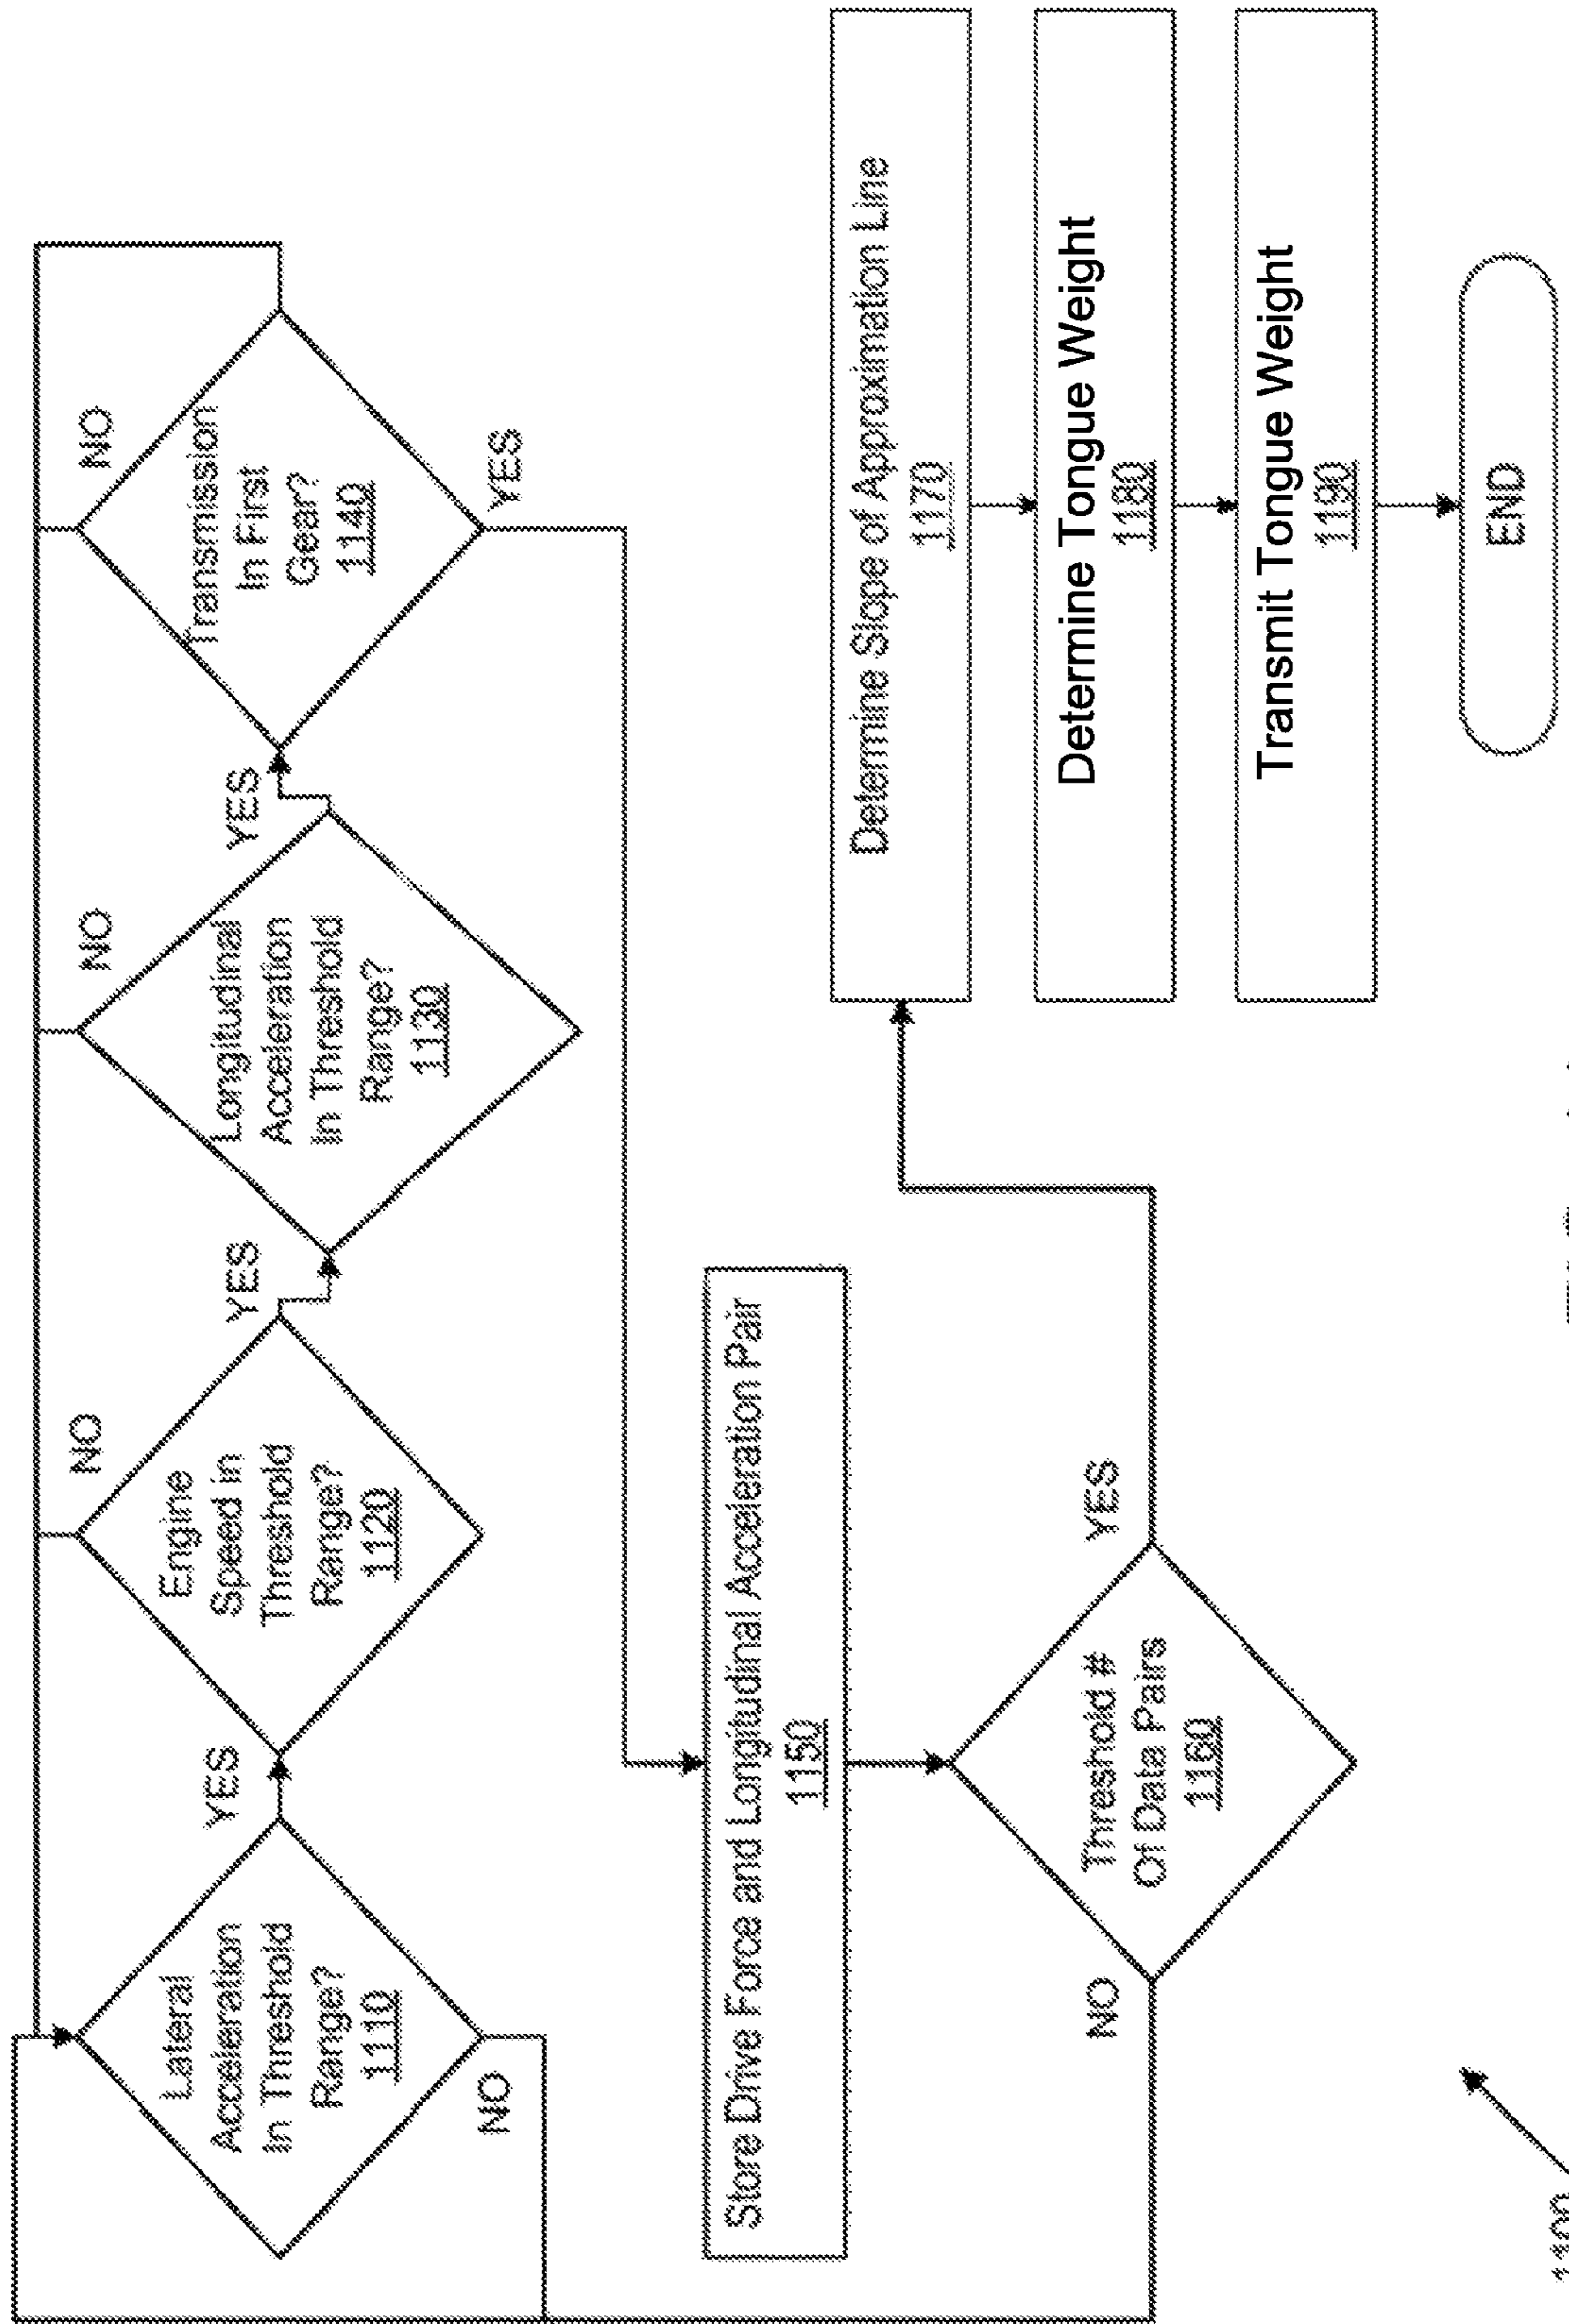 Lateral
Acceleration
In Threshold
Range?
1110
NO
YES
Engine
Speed in
Threshold
Range?
1120
NO
YES
Longitudinal
Acceleration
In Threshold
Range?
1130
NO
YES
Transmission
In First
Gear?
1140
NO
YES
Store Drive Force and Longitudinal Acceleration Pair
1150
Threshold #
Of Data Pairs
1160
NO
YES
Determine Slope of Approximation Line
1170
Determine Tongue Weight
1180
Transmit Tongue Weight
1190
END
1100